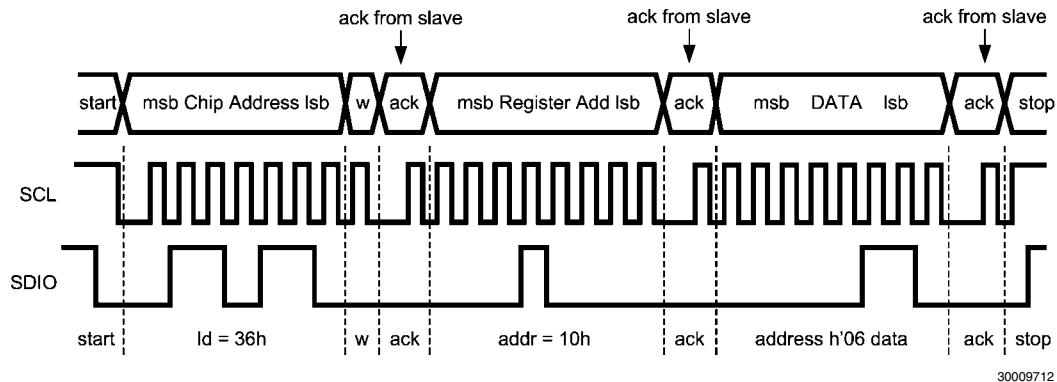 ack from slave ack from slave ack from slave
start msb Chip Address lsb w ack msb Register Add lsb ack msb DATA lsb ack stop
SCL
SDIO
start Id = 36h w ack addr = 10h ack address h'06 data ack stop
30009712